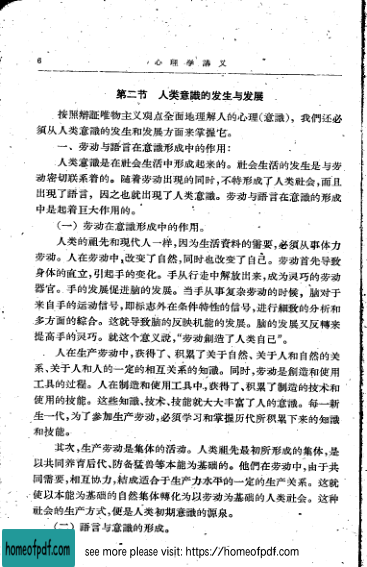 6
心理学讲义
第二节 人类意識的发生与发展
按照辯証唯物主义观点全面地理解人的心理(意識), 我們还必
須从人类意識的发生和发展方面来掌握它。
一、劳动与語言在意識形成中的作用:
人类意識是在社会生活中形成起来的。社会生活的发生是与劳
动密切联系着的。随着劳动出現的同时,不特形成了人类社会,而且
出現了語言, 因之也就出現了人类意識。劳动与語言在意識的形成
中是起着巨大作用的。
(一) 劳动在意識形成中的作用。
人类的祖先和現代人一样,因为生活資料的需要,必須从事体力
劳动。人在劳动中,改变了自然,同时也改变了自己。劳动首先导致
身体的直立,引起手的变化。手从行走中解放出来,成为灵巧的劳动
器官。手的发展促进脑的发展。当手从事复杂劳动的时候, 脑对于
来自手的运动信号,即标志外在条件特性的信号,进行細致的分析和
多方面的綜合。这就导致脑的反映机能的发展。脑的发展又反轉来
提高手的灵巧。就这个意义說,“劳动創造了人类自己”。
人在生产劳动中,获得了、积累了关于自然、关于人和自然的关
系、关于人和人的一定的相互关系的知識。同时,劳动是創造和使用
工具的过程。人在制造和使用工具中,获得了、积累了制造的技术和
使用的技能。这些知識、技术、技能就大大丰富了人的意識。每一新
生一代,为了参加生产劳动,必須学习和掌握历代所积累下来的知識
和技能。
其次,生产劳动是集体的活动。人类祖先最初所形成的集体,是
以共同养育后代、防备猛兽等本能为基础的。他們在劳动中,由于共
同需要,相互协力,結成适合于生产力水平的一定的生产关系。这就
使以本能为基础的自然集体轉化为以劳动为基础的人类社会。这种
社会的生产方式,便是人类初期意識的源泉。
(二) 語言与意識的形成。
homeofpdf.com
see more please visit: https://homeofpdf.com